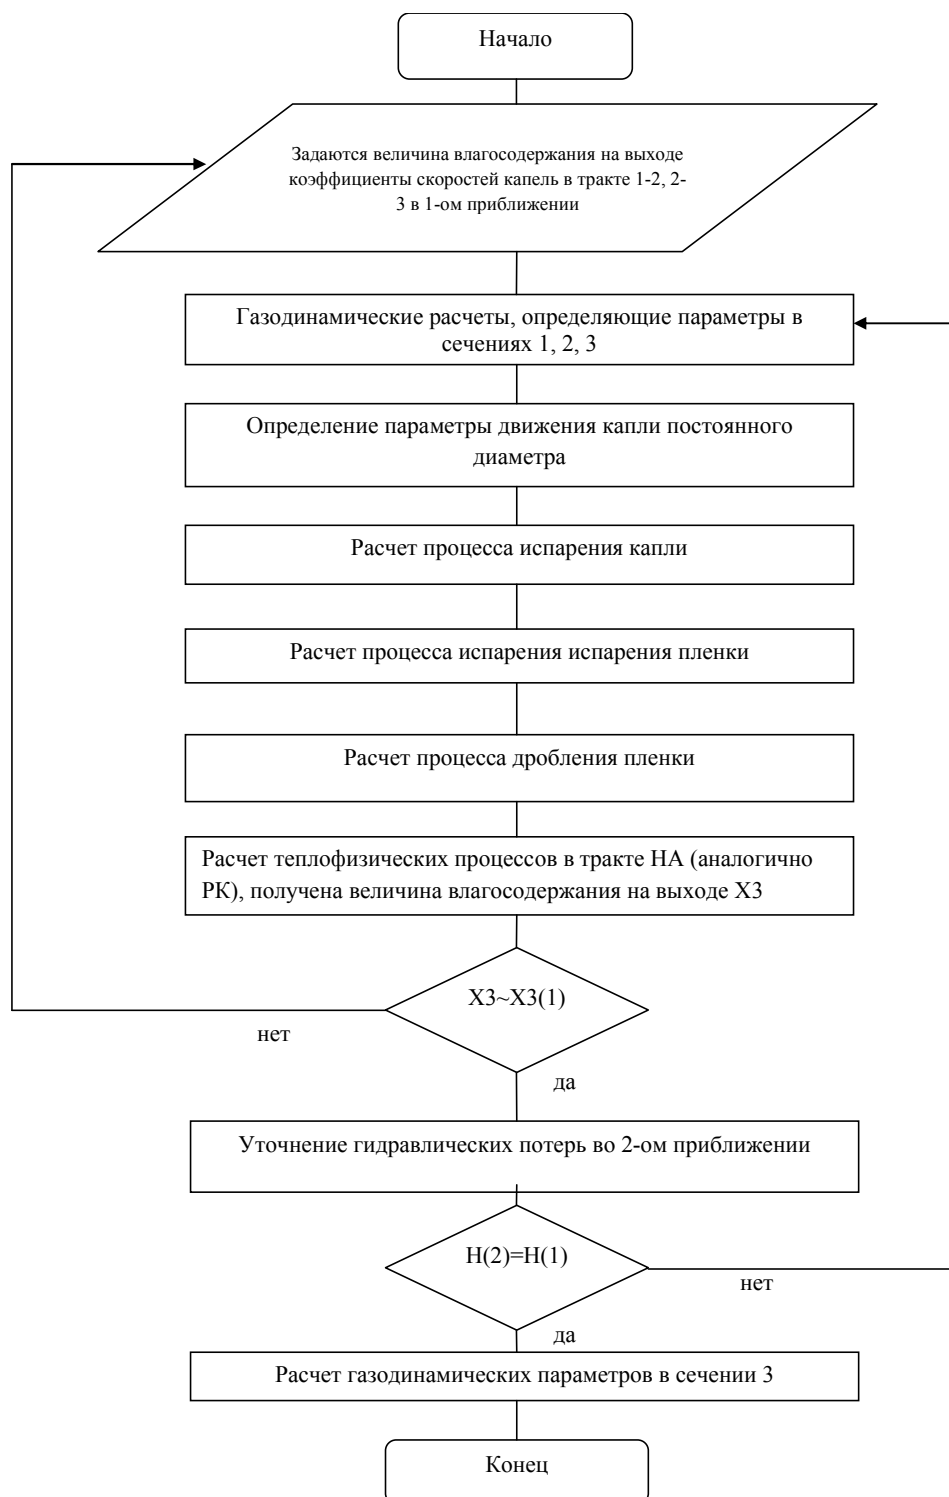 Начало
Задаются величина влагосодержания на выходе
коэффициенты скоростей капель в тракте 1-2, 2-
3 в 1-ом приближении
Газодинамические расчеты, определяющие параметры в
сечениях 1, 2, 3
Определение параметры движения капли постоянного
диаметра
Расчет процесса испарения капли
Расчет процесса испарения испарения пленки
Расчет процесса дробления пленки
Расчет теплофизических процессов в тракте НА (аналогично
РК), получена величина влагосодержания на выходе Х3
Х3~Х3(1)
нет
да
Уточнение гидравлических потерь во 2-ом приближении
Н(2)=Н(1)
нет
да
Расчет газодинамических параметров в сечении 3
Конец